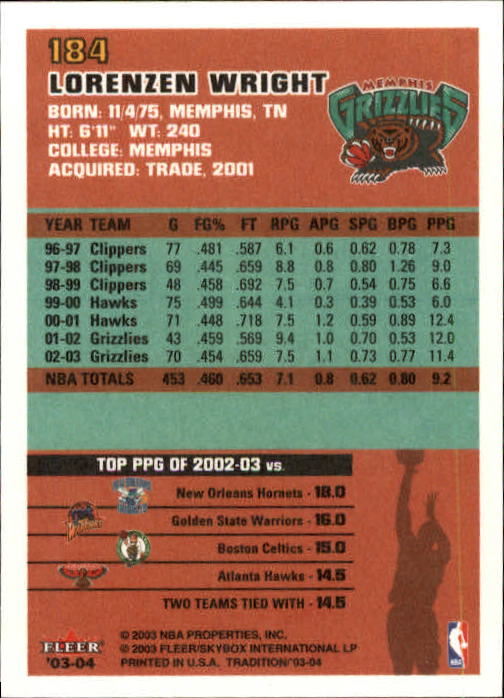 184
LORENZEN WRIGHT
BORN: 11/4/75, MEMPHIS, TN
HT: 6'11" WT: 240
COLLEGE: MEMPHIS
ACQUIRED: TRADE, 2001
MEMPHIS
GRIZZLIES
YEAR TEAM G FG% FT RPG APG SPG BPG PPG
96-97 Clippers 77 .481 .587 6.1 0.6 0.62 0.78 7.3
97-98 Clippers 69 .445 .659 8.8 0.8 0.80 1.26 9.0
98-99 Clippers 48 .458 .692 7.5 0.7 0.54 0.75 6.6
99-00 Hawks 75 .499 .644 4.1 0.3 0.39 0.53 6.0
00-01 Hawks 71 .448 .718 7.5 1.2 0.59 0.89 12.4
01-02 Grizzlies 43 .459 .569 9.4 1.0 0.70 0.53 12.0
02-03 Grizzlies 70 .454 .659 7.5 1.1 0.73 0.77 11.4
NBA TOTALS 453 .460 .653 7.1 0.8 0.62 0.80 9.2
TOP PPG OF 2002-03 vs.
New Orleans Hornets - 18.0
Golden State Warriors - 16.0
Boston Celtics - 15.0
Atlanta Hawks - 14.5
TWO TEAMS TIED WITH - 14.5
FLEER
'03-04
© 2003 NBA PROPERTIES, INC.
© 2003 FLEER/SKYBOX INTERNATIONAL LP
PRINTED IN U.S.A. TRADITION/'03-04
NBA